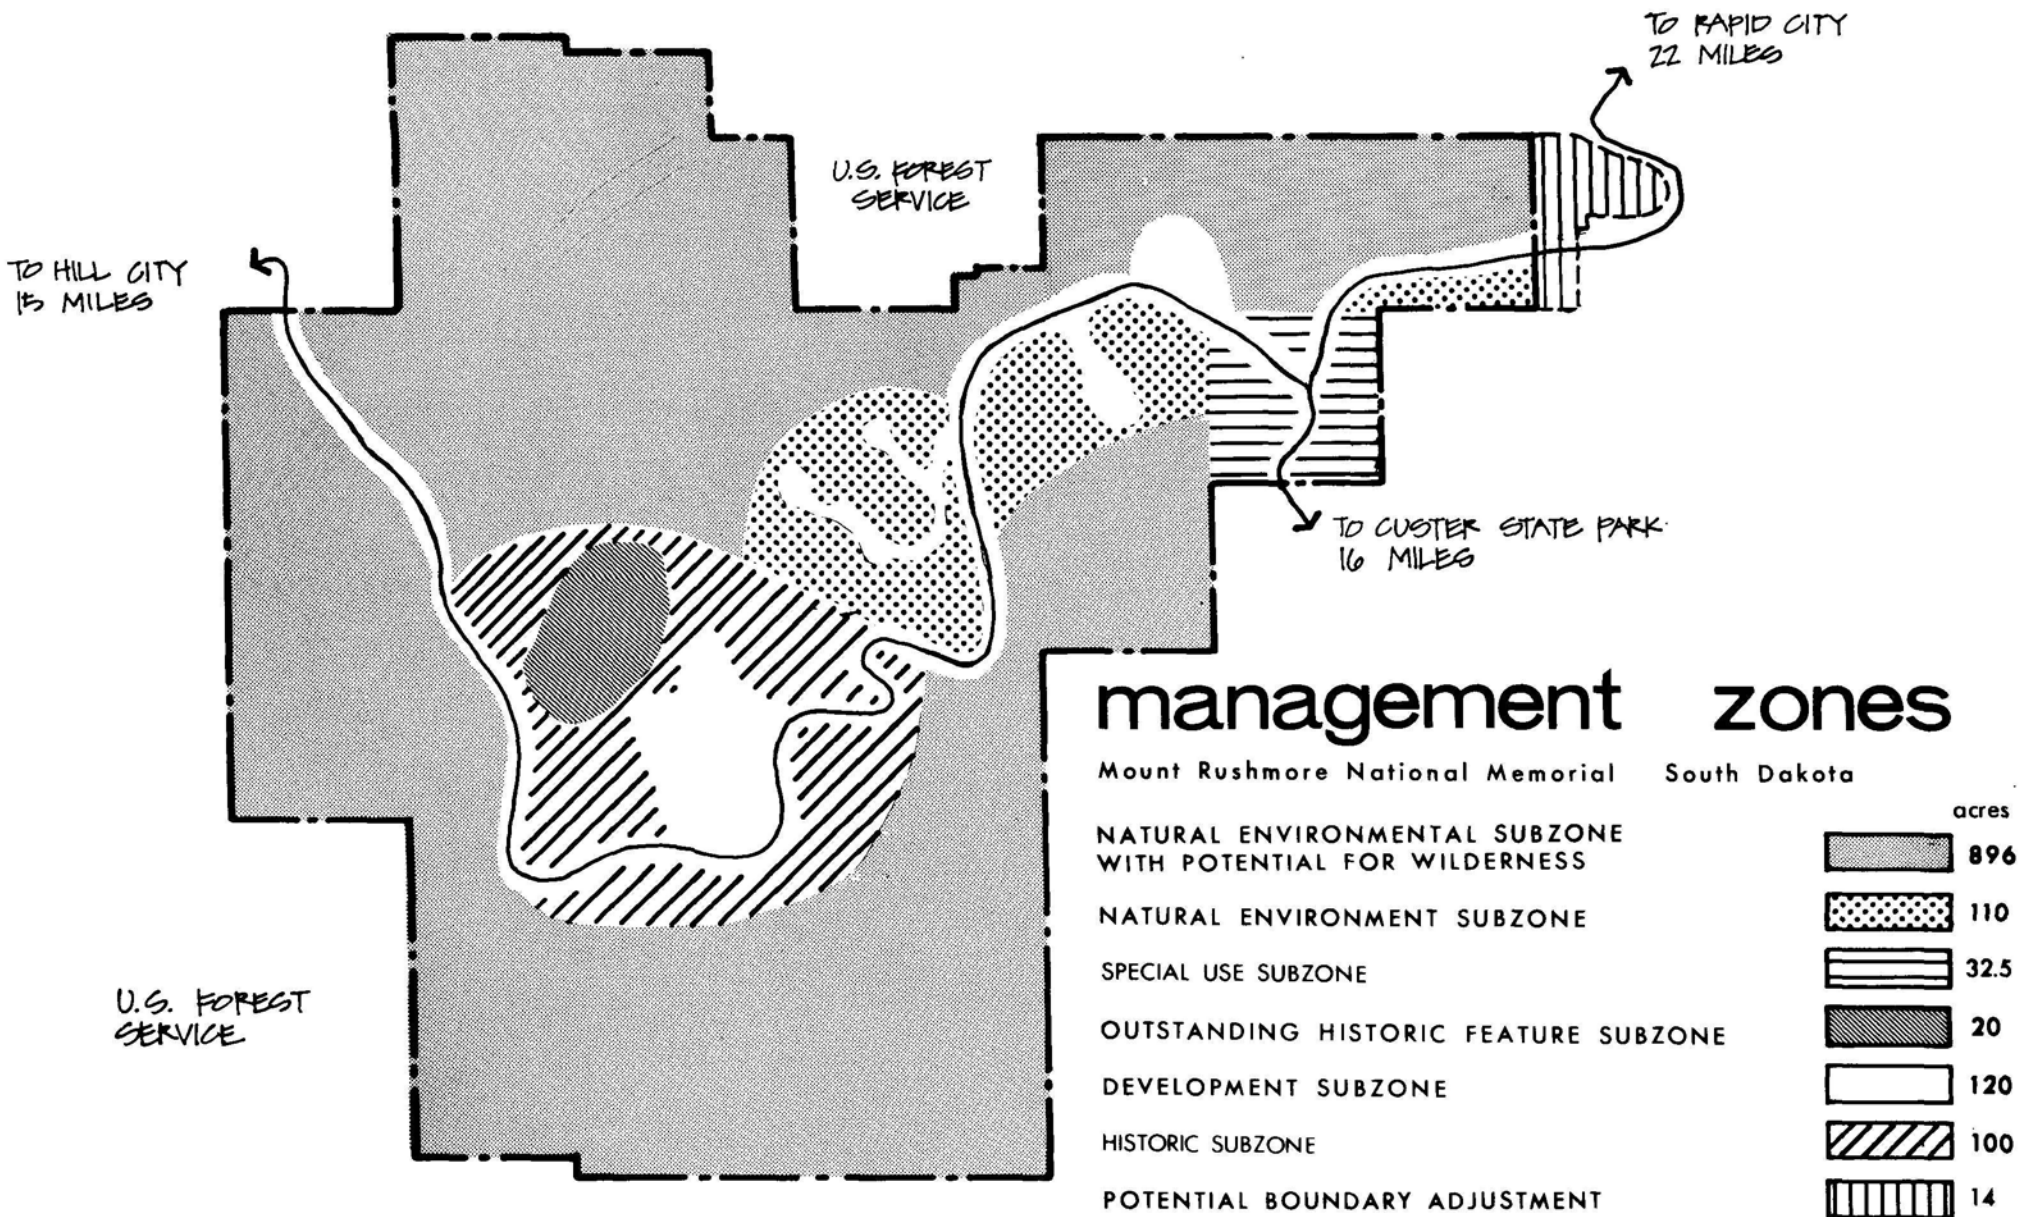 TO RAPID CITY
22 MILES
U.S. FOREST
SERVICE
TO HILL CITY
15 MILES
TO CUSTER STATE PARK
16 MILES
management zones
Mount Rushmore National Memorial South Dakota
acres
NATURAL ENVIRONMENTAL SUBZONE
WITH POTENTIAL FOR WILDERNESS 896
NATURAL ENVIRONMENT SUBZONE 110
SPECIAL USE SUBZONE 32.5
OUTSTANDING HISTORIC FEATURE SUBZONE 20
DEVELOPMENT SUBZONE 120
HISTORIC SUBZONE 100
POTENTIAL BOUNDARY ADJUSTMENT 14
U.S. FOREST
SERVICE